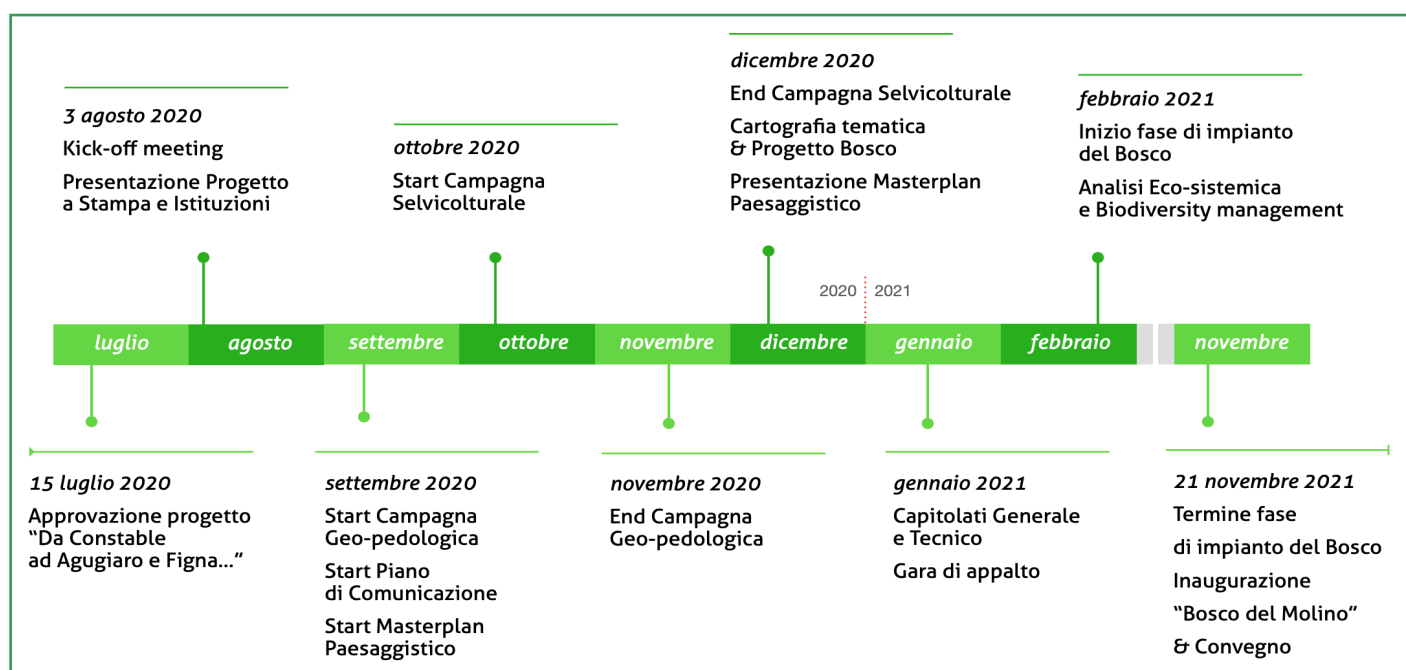 3 agosto 2020
Kick-off meeting
Presentazione Progetto
a Stampa e Istituzioni
ottobre 2020
Start Campagna
Selvicolturale
dicembre 2020
End Campagna Selvicolturale
Cartografia tematica
& Progetto Bosco
Presentazione Masterplan
Paesaggistico
febbraio 2021
Inizio fase di impianto
del Bosco
Analisi Eco-sistemica
e Biodiversity management
2020 2021
luglio agosto settembre ottobre novembre dicembre gennaio febbraio novembre
15 luglio 2020
Approvazione progetto
“Da Constable
ad Agugiaro e Figna...”
settembre 2020
Start Campagna
Geo-pedologica
Start Piano
di Comunicazione
Start Masterplan
Paesaggistico
novembre 2020
End Campagna
Geo-pedologica
gennaio 2021
Capitolati Generale
e Tecnico
Gara di appalto
21 novembre 2021
Termine fase
di impianto del Bosco
Inaugurazione
“Bosco del Molino”
& Convegno